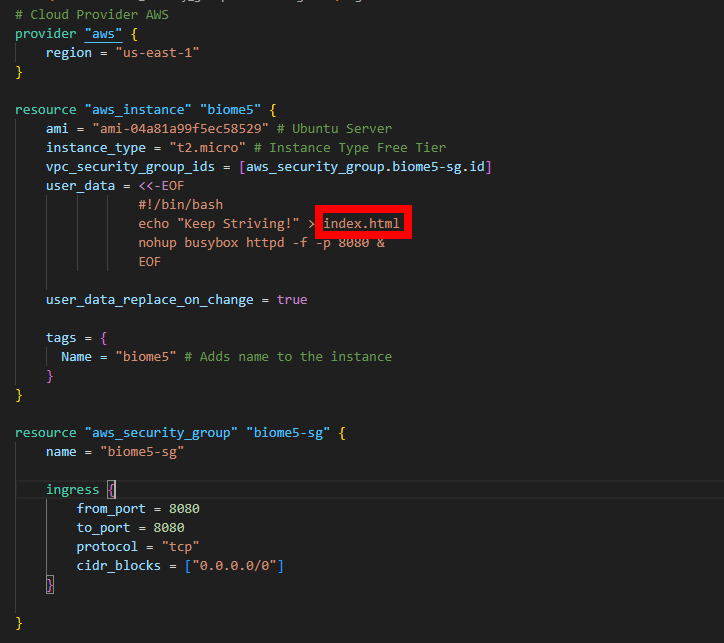 # Cloud Provider AWS
provider "aws" {
    region = "us-east-1"
}
resource "aws_instance" "biome5" {
    ami = "ami-04a81a99f5ec58529" # Ubuntu Server
    instance_type = "t2.micro" # Instance Type Free Tier
    vpc_security_group_ids = [aws_security_group.biome5-sg.id]
    user_data = <<-EOF
                #!/bin/bash
                echo "Keep Striving!" > index.html
                nohup busybox httpd -f -p 8080 &
                EOF
    user_data_replace_on_change = true
    tags = {
      Name = "biome5" # Adds name to the instance
    }
}
resource "aws_security_group" "biome5-sg" {
    name = "biome5-sg"
    ingress {
        from_port = 8080
        to_port = 8080
        protocol = "tcp"
        cidr_blocks = ["0.0.0.0/0"]
    }
}